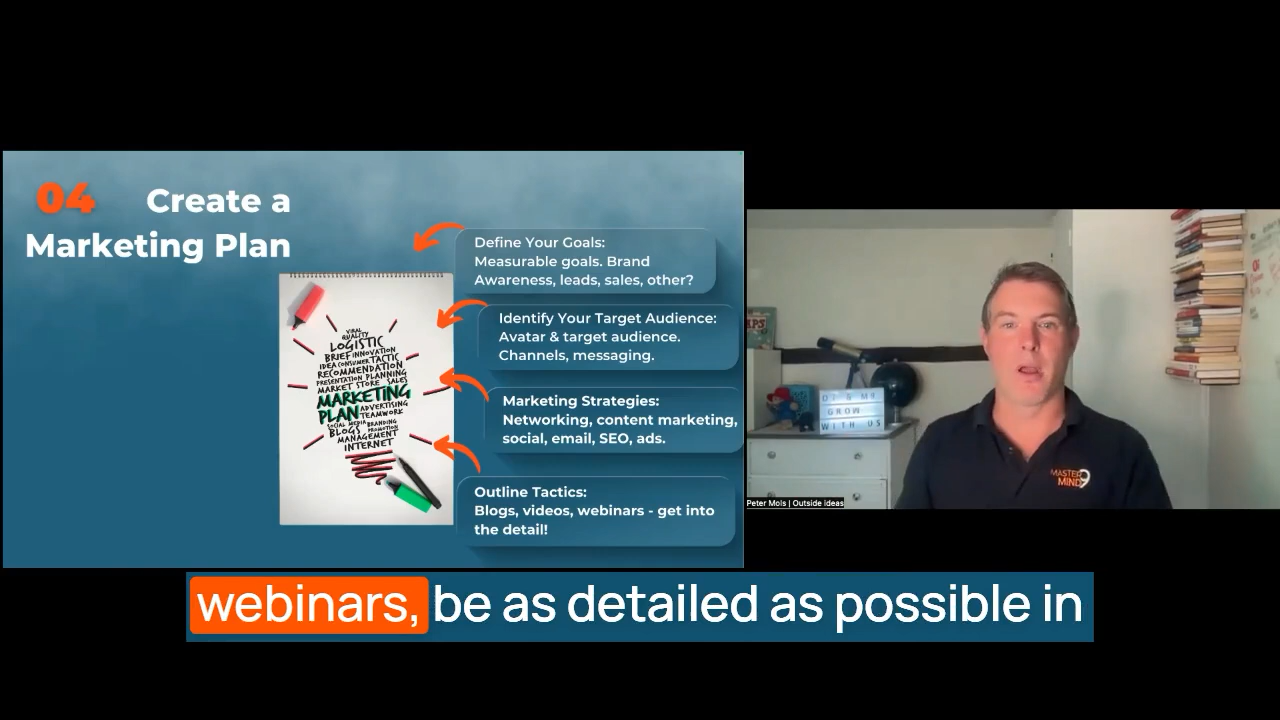 04 Create a
Marketing Plan
Define Your Goals:
Measurable goals. Brand
Awareness, leads, sales, other?
Identify Your Target Audience:
Avatar & target audience.
Channels, messaging.
Marketing Strategies:
Networking, content marketing,
social, email, SEO, ads.
Outline Tactics:
Blogs, videos, webinars - get into
the detail!
VIRAL
QUALITY
LOGISTIC
BRIEF INNOVATION
IDEA CONSUMER TACTIC
RECOMMENDATION
PRESENTATION PLANNING
MARKET STORE SALES
MARKETING
PLAN ADVERTISING
TEAMWORK
SOCIAL MEDIA BRANDING
BLOGS PROMOTION
MANAGEMENT
INTERNET
GROW
WITH US
MASTER
MIND9
Peter Mols | Outside ideas
webinars, be as detailed as possible in